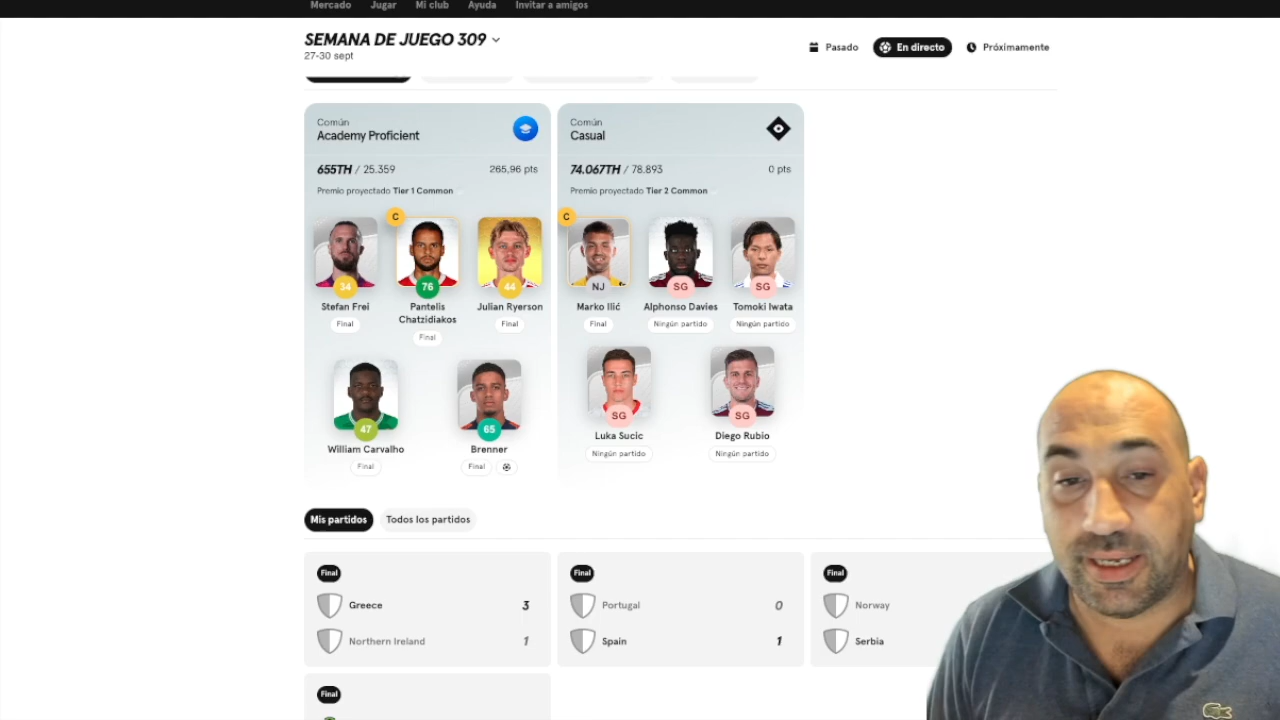 Mercado Jugar Mi club Ayuda Invitar a amigos
SEMANA DE JUEGO 309
27-30 sept
Pasado En directo Próximamente
Común
Academy Proficient
655TH / 25.359 265,96 pts
Premio proyectado Tier 1 Common
C
34 76 44
Stefan Frei Pantelis Chatzidiakos Julian Ryerson
Final Final Final
47 65
William Carvalho Brenner
Final Final
Común
Casual
74.067TH / 78.893 0 pts
Premio proyectado Tier 2 Common
C
NJ SG SG
Marko Ilić Alphonso Davies Tomoki Iwata
Final Ningún partido Ningún partido
SG SG
Luka Sucic Diego Rubio
Ningún partido Ningún partido
Mis partidos Todos los partidos
Final
Greece 3
Northern Ireland 1
Final
Portugal 0
Spain 1
Final
Norway
Serbia
Final